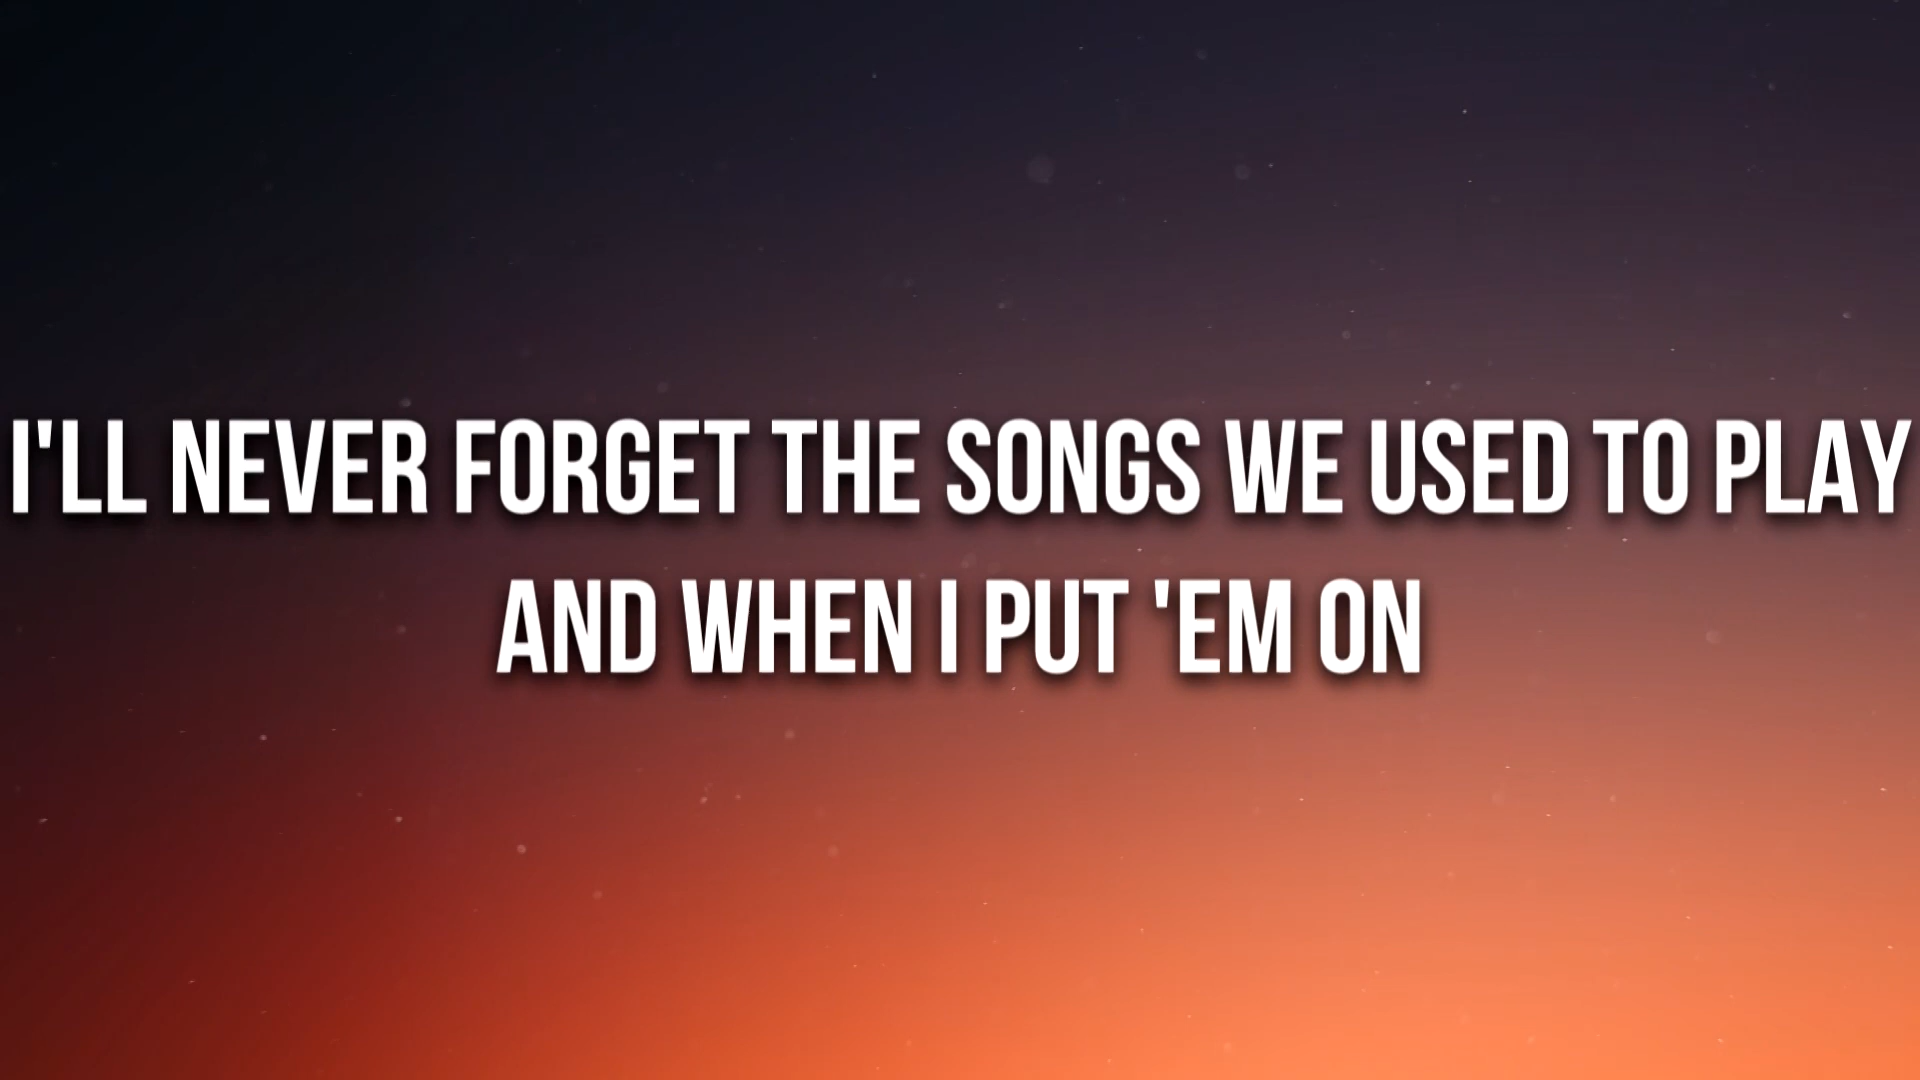 I'LL NEVER FORGET THE SONGS WE USED TO PLAY
AND WHEN I PUT 'EM ON